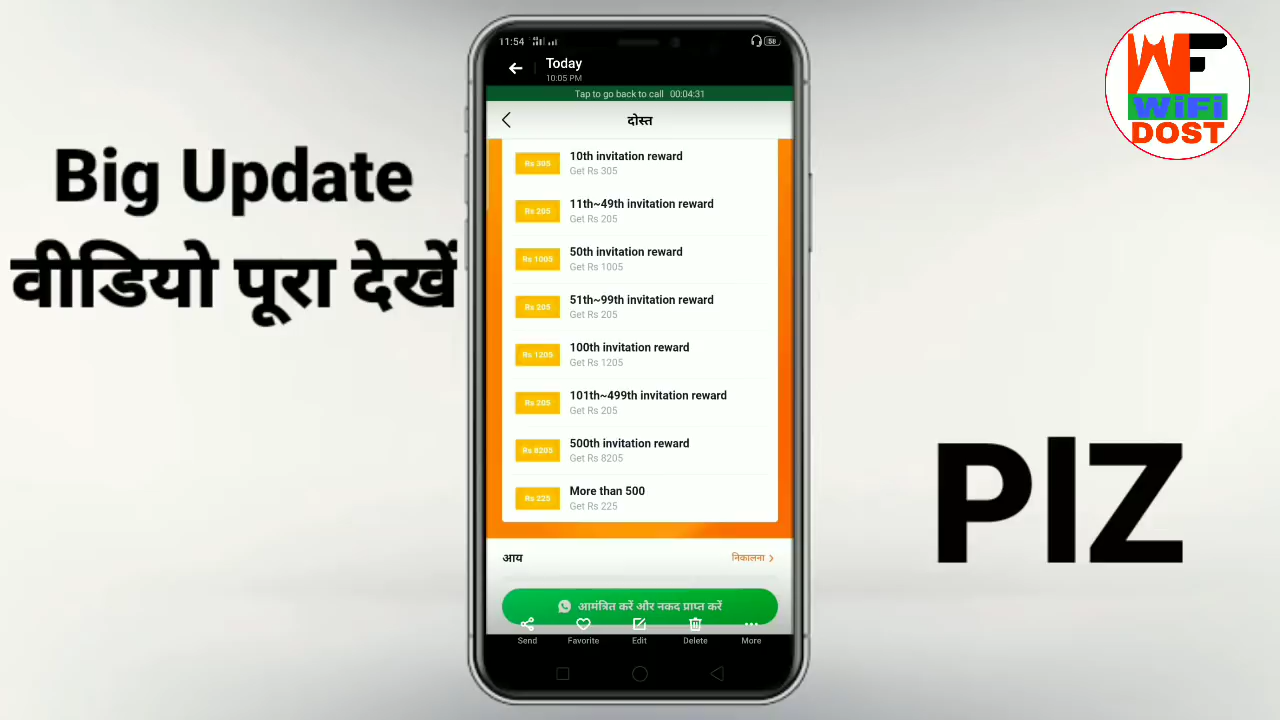 Big Update
वीडियो पूरा देखें
11:54
58
Today
10:05 PM
Tap to go back to call 00:04:31
दोस्त
Rs 305
10th invitation reward
Get Rs 305
Rs 205
11th~49th invitation reward
Get Rs 205
Rs 1005
50th invitation reward
Get Rs 1005
Rs 205
51th~99th invitation reward
Get Rs 205
Rs 1205
100th invitation reward
Get Rs 1205
Rs 205
101th~499th invitation reward
Get Rs 205
Rs 8205
500th invitation reward
Get Rs 8205
Rs 225
More than 500
Get Rs 225
आय
निकालना
आमंत्रित करें और नकद प्राप्त करें
Send Favorite Edit Delete More
WF
WiFi
DOST
PlZ